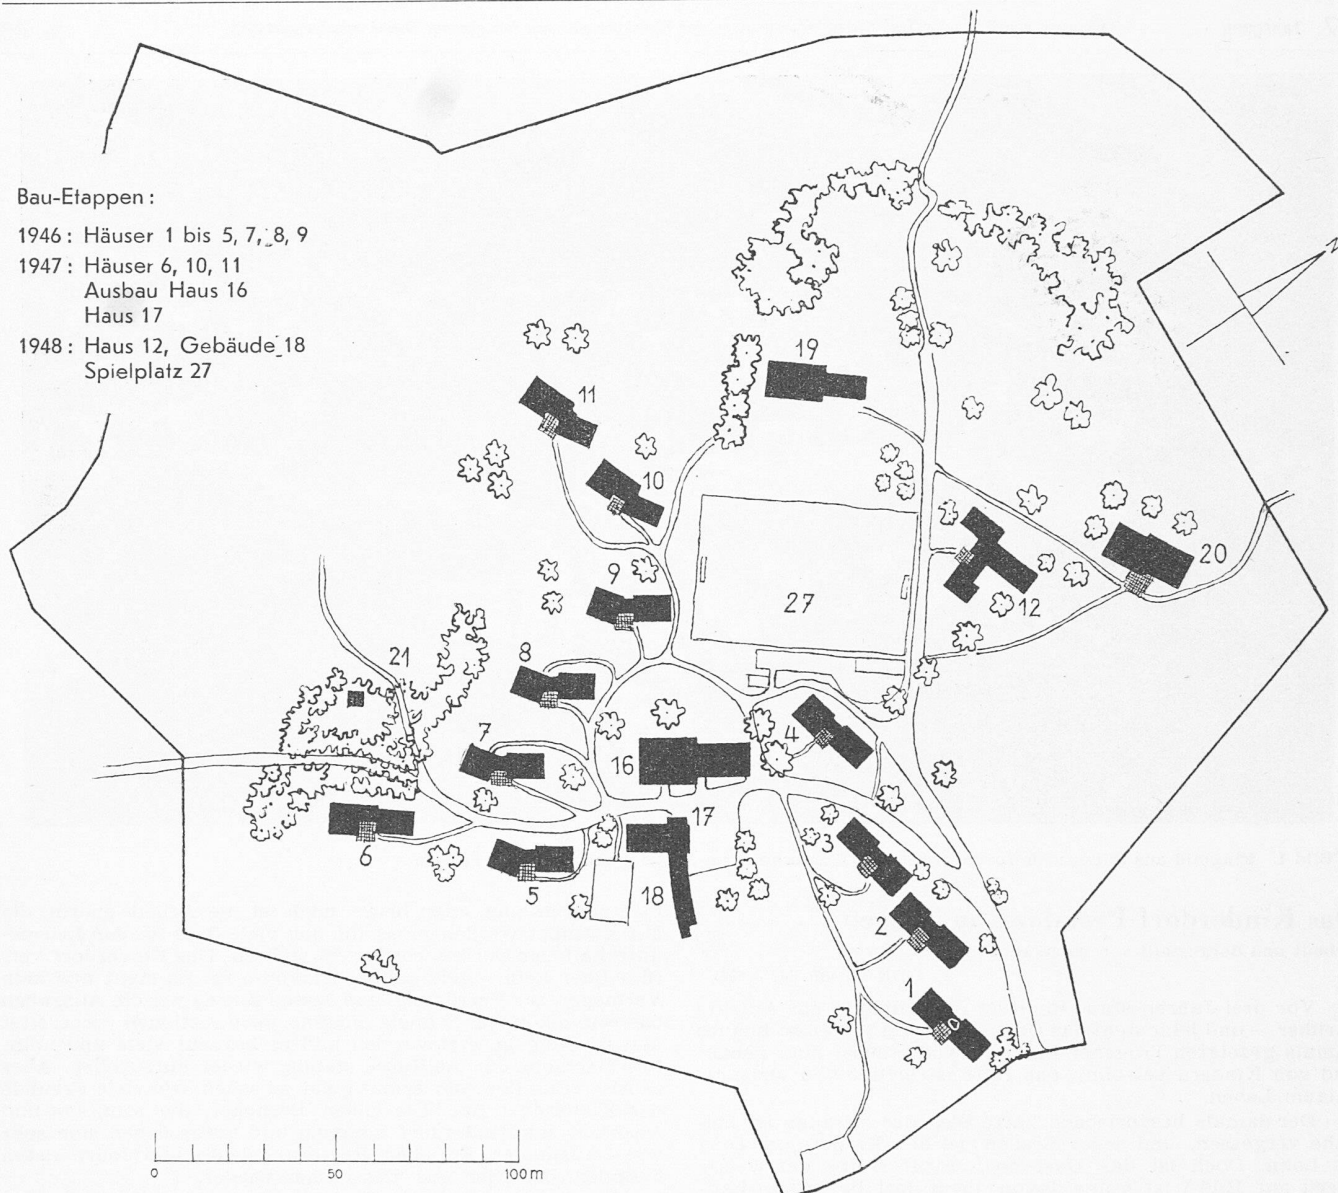 Bau-Etappen:
1946: Häuser 1 bis 5, 7, 8, 9
1947: Häuser 6, 10, 11
Ausbau Haus 16
Haus 17
1948: Haus 12, Gebäude 18
Spielplatz 27
N
19
11
10
20
9
27
12
21
8
7
4
16
17
3
6
5
18
2
1
0 50 100 m